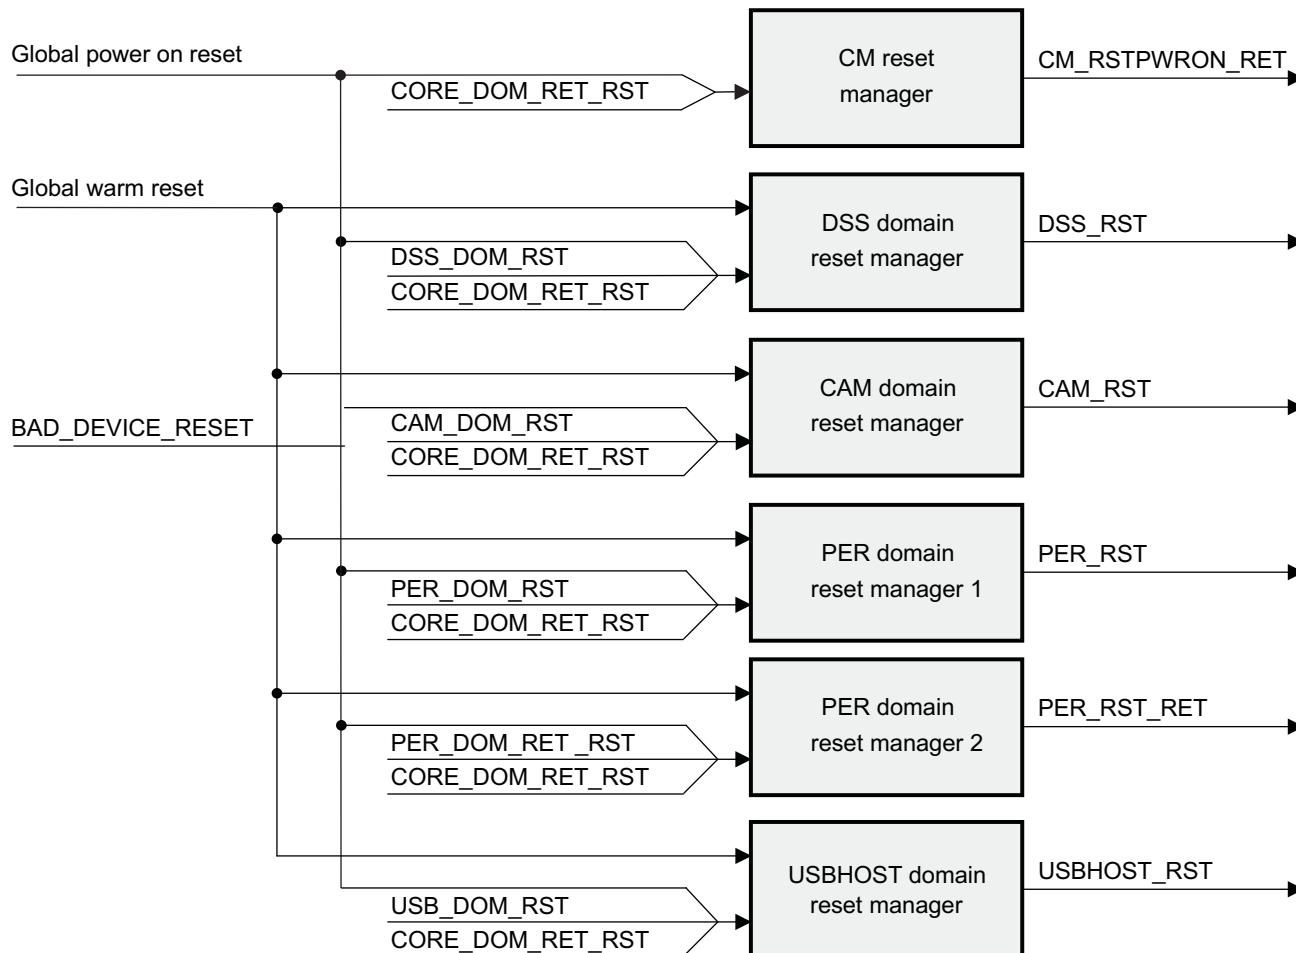 Global power on reset
CORE_DOM_RET_RST
CM reset
manager
CM_RSTPWRON_RET
Global warm reset
DSS_DOM_RST
CORE_DOM_RET_RST
DSS domain
reset manager
DSS_RST
BAD_DEVICE_RESET
CAM_DOM_RST
CORE_DOM_RET_RST
CAM domain
reset manager
CAM_RST
PER_DOM_RST
CORE_DOM_RET_RST
PER domain
reset manager 1
PER_RST
PER_DOM_RET _RST
CORE_DOM_RET_RST
PER domain
reset manager 2
PER_RST_RET
USB_DOM_RST
CORE_DOM_RET_RST
USBHOST domain
reset manager
USBHOST_RST